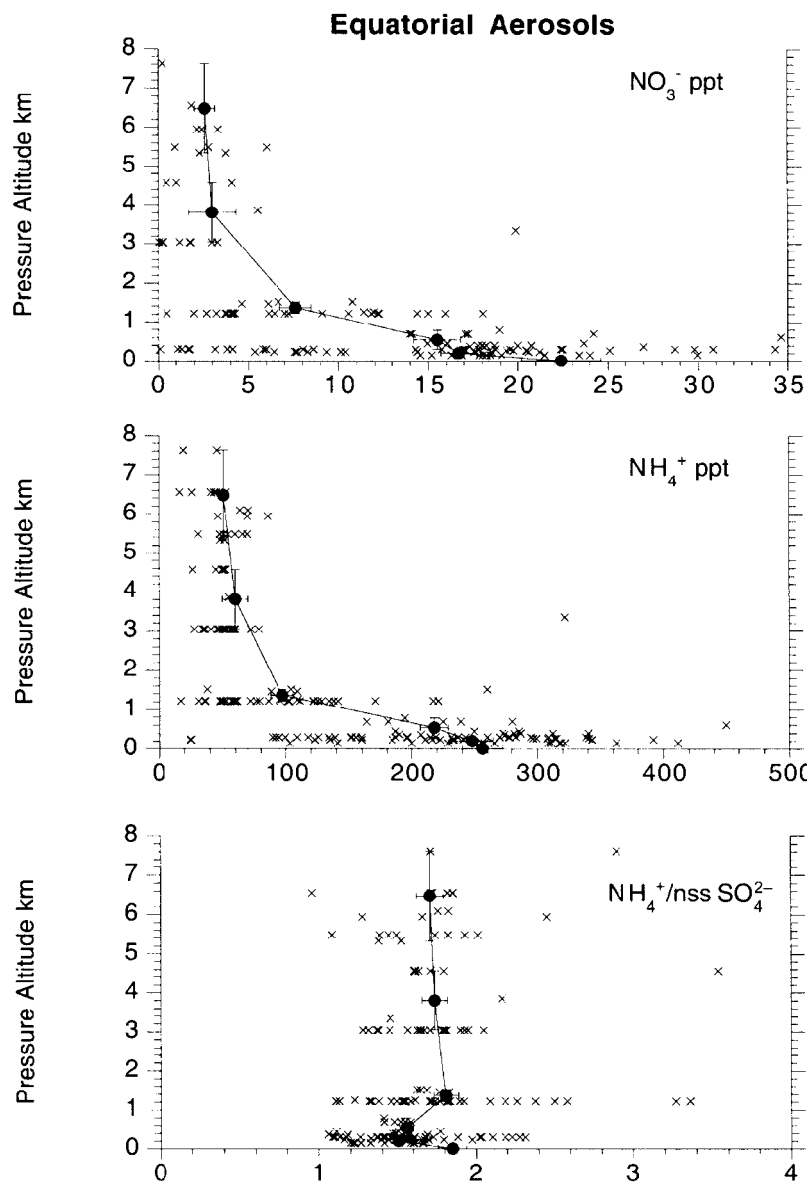 Equatorial Aerosols
NO₃⁻ ppt
Pressure Altitude km
8
7
6
5
4
3
2
1
0
0 5 10 15 20 25 30 35
NH₄⁺ ppt
Pressure Altitude km
8
7
6
5
4
3
2
1
0
0 100 200 300 400 500
NH₄⁺/nss SO₄²⁻
Pressure Altitude km
8
7
6
5
4
3
2
1
0
0 1 2 3 4